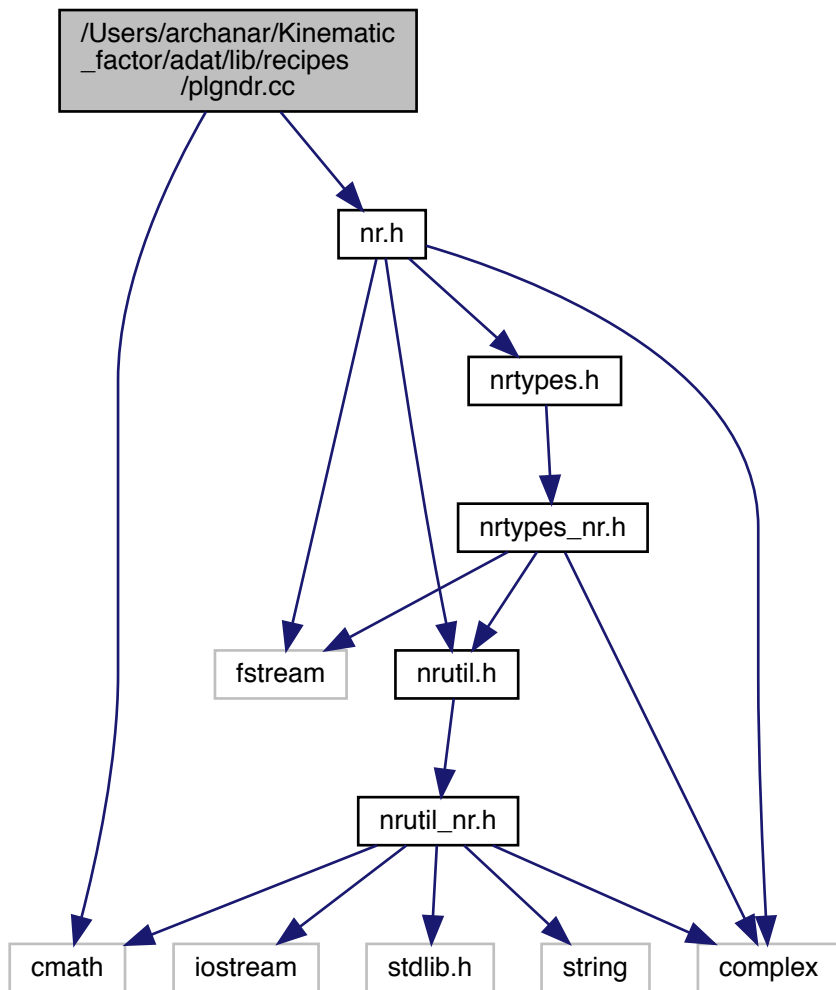 /Users/archanar/Kinematic
_factor/adat/lib/recipes
/plgndr.cc
nr.h
nrtypes.h
nrtypes_nr.h
fstream
nrutil.h
nrutil_nr.h
cmath
iostream
stdlib.h
string
complex